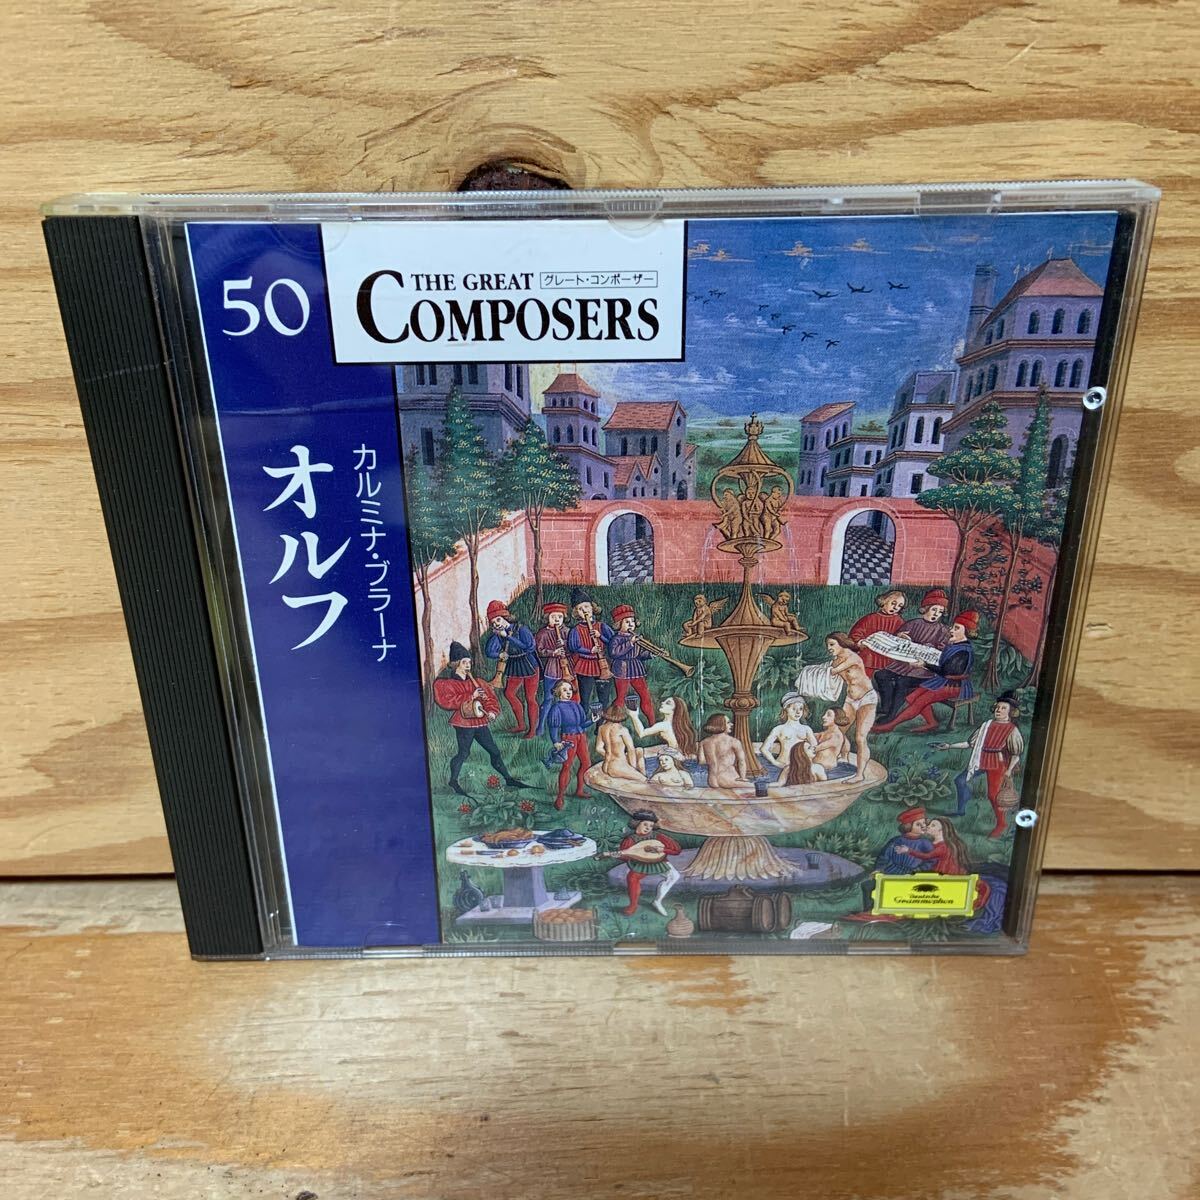 50
THE GREAT グレート・コンポーザー
COMPOSERS
オルフ
カルミナ・ブラーナ
Deutsche
Grammophon